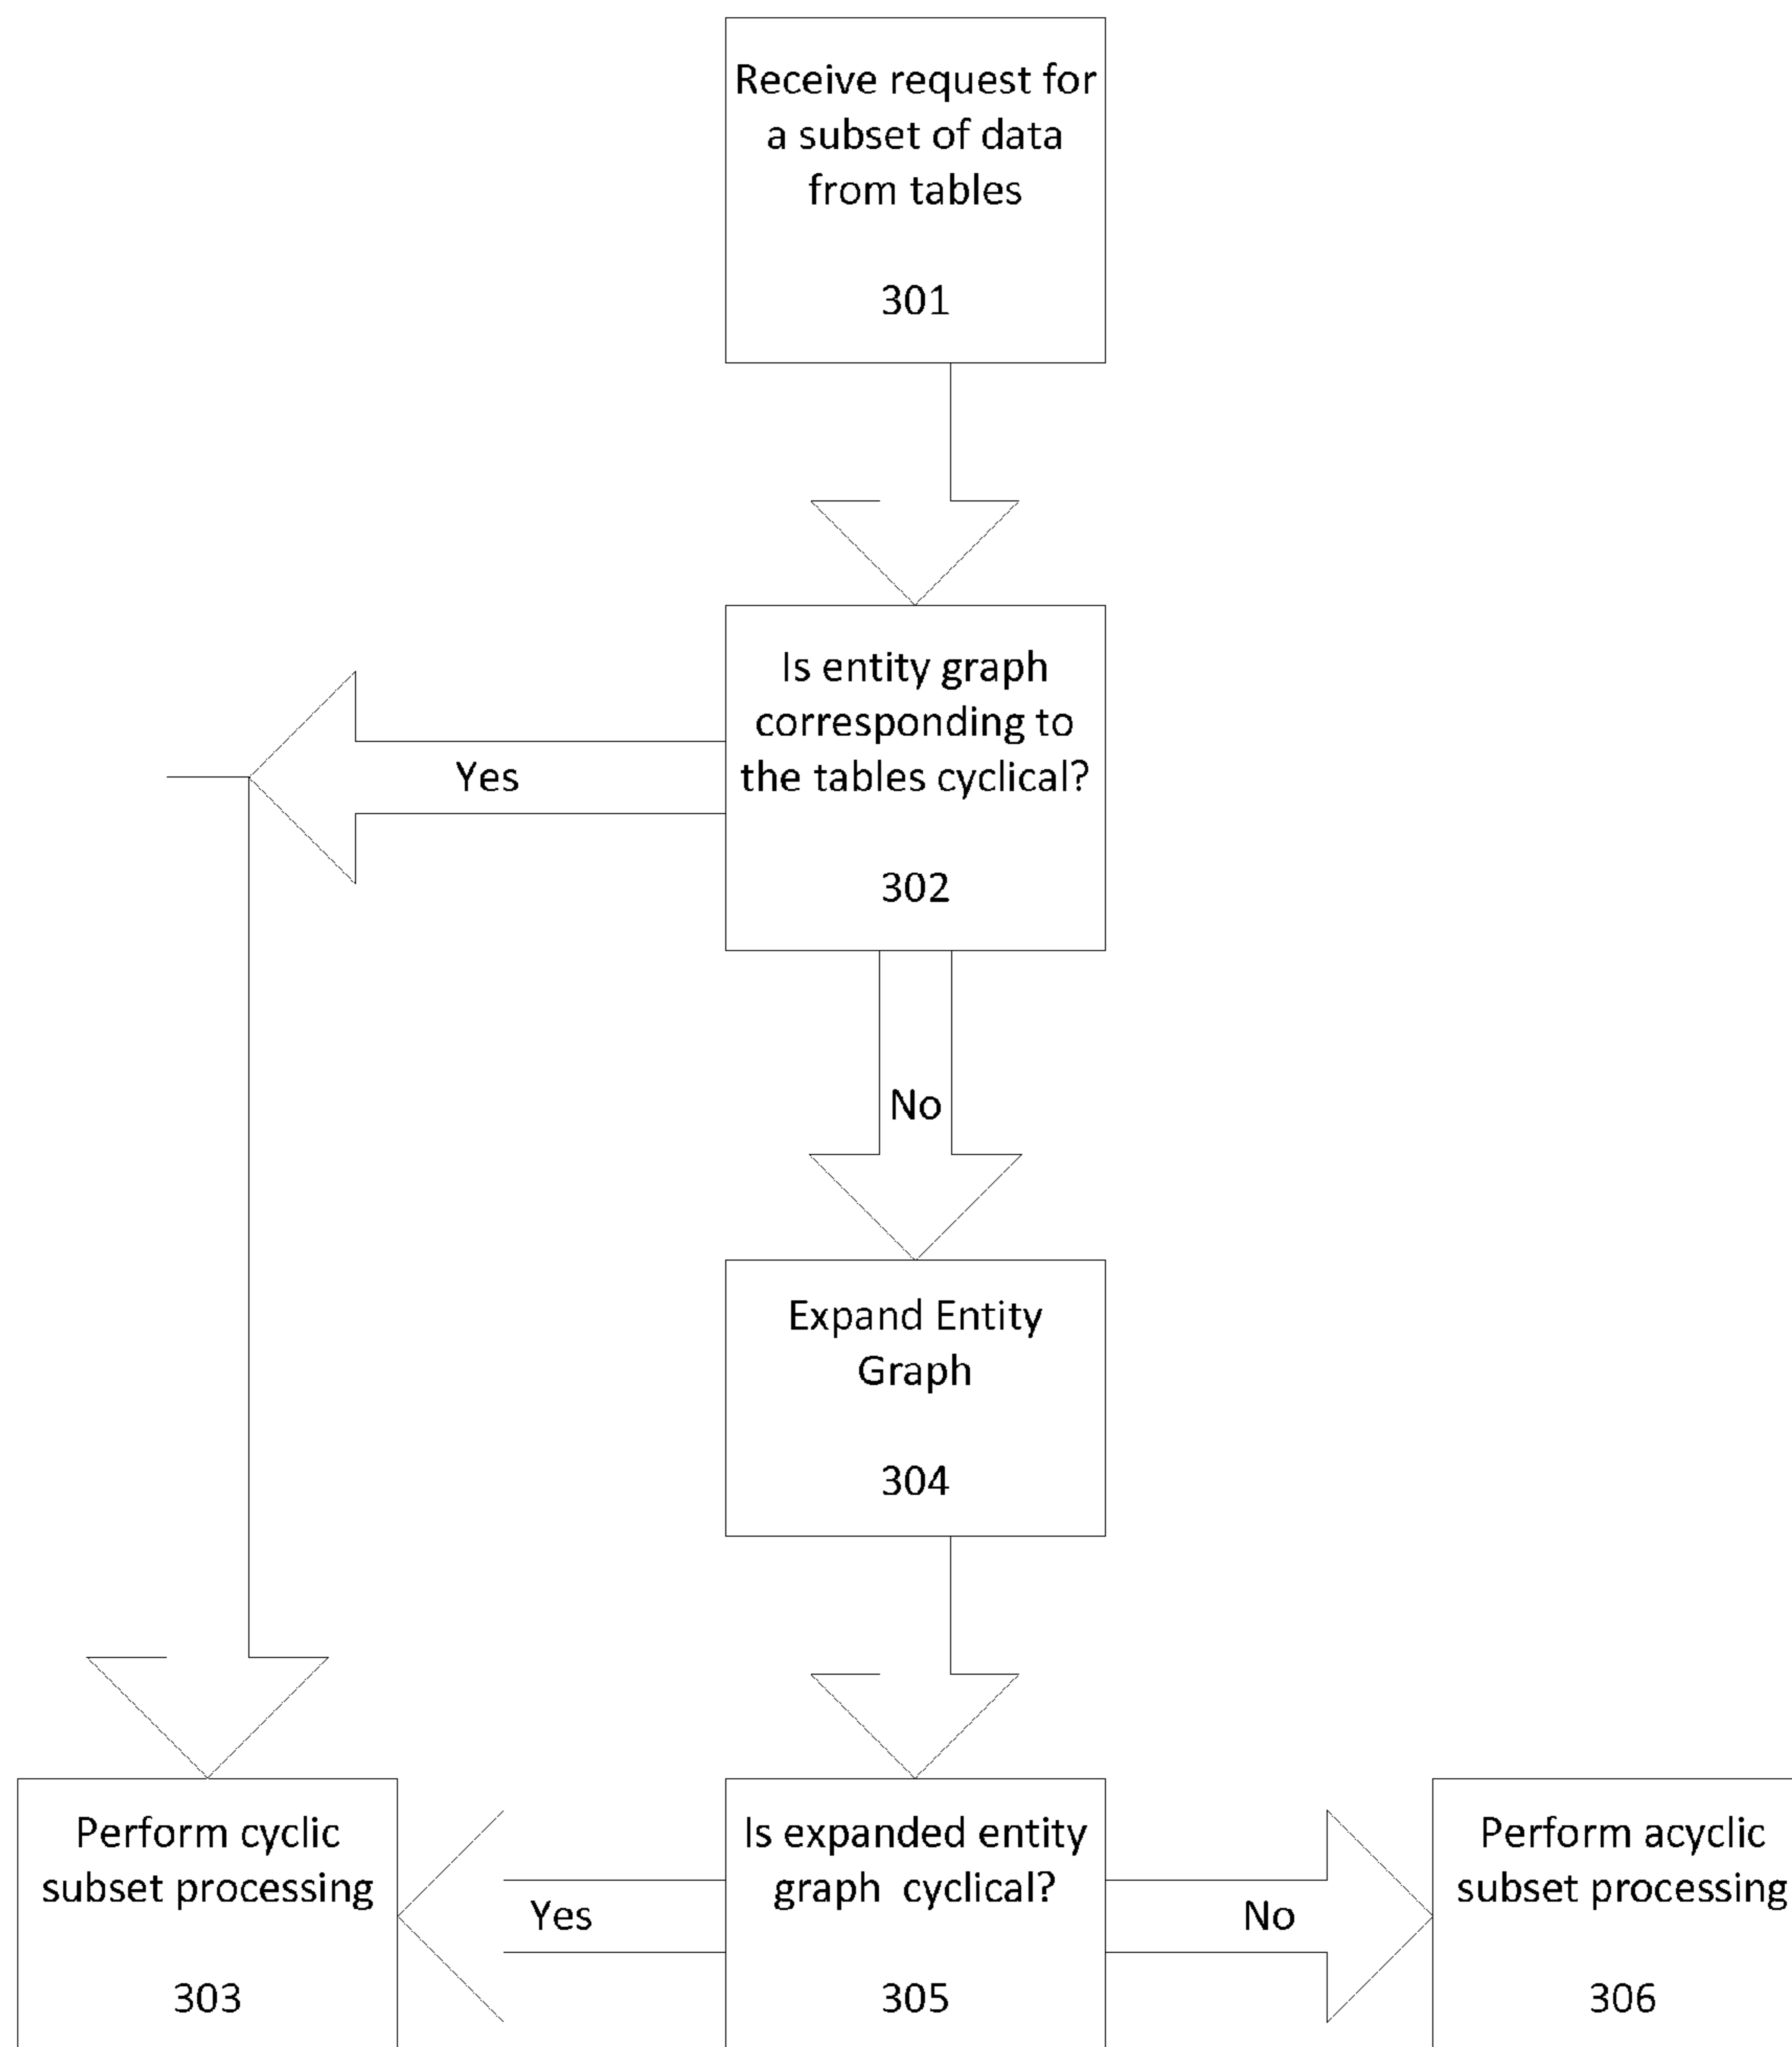 Receive request for
a subset of data
from tables
301
Is entity graph
corresponding to
the tables cyclical?
302
Yes
No
Expand Entity
Graph
304
Perform cyclic
subset processing
303
Yes
Is expanded entity
graph cyclical?
305
No
Perform acyclic
subset processing
306